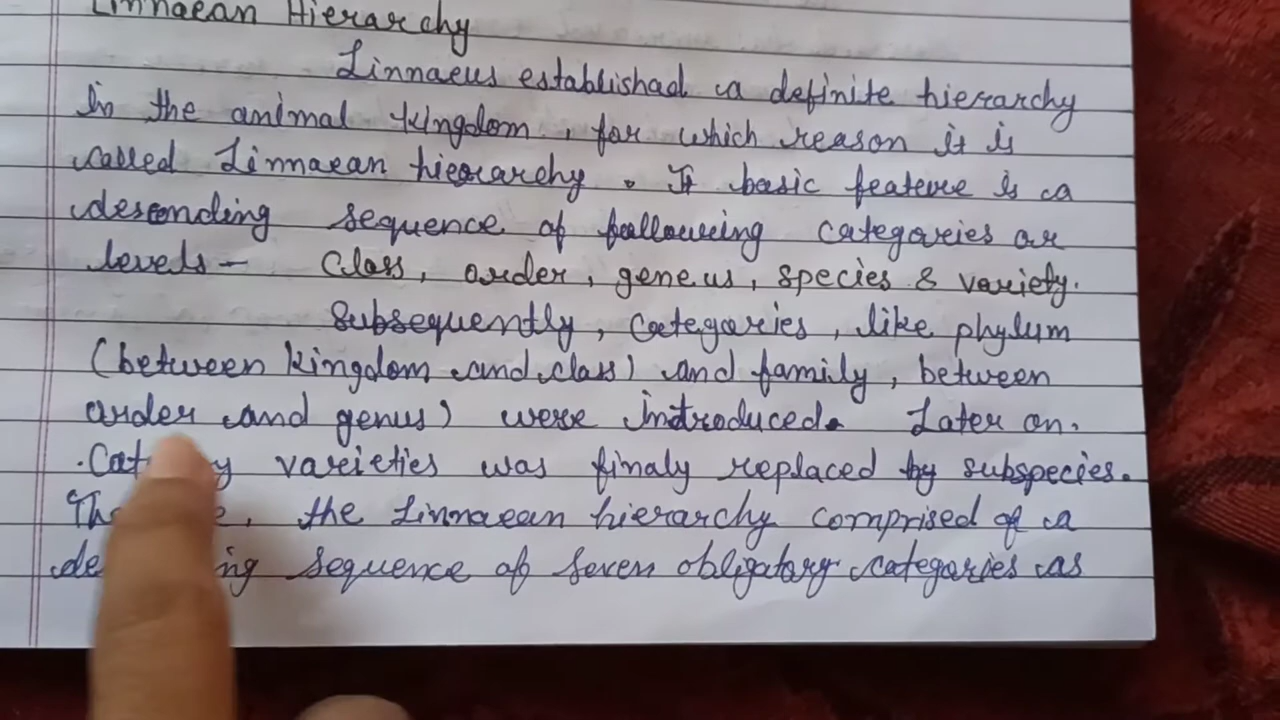 Linnaean Hierarchy
Linnaeus established a definite hierarchy
in the animal kingdom, for which reason it is
called Linnaean hierarchy. It basic feature is a
desending sequence of following categories or
levels - Class, order, geneus, species & variety.
Subsequently, categories, like phylum
(between kingdom and class) and family, between
order and genus) were introduced. Later on.
varieties was finaly replaced by subspecies.
the Linnaean hierarchy comprised of a
sequence of seven obligatory categories as